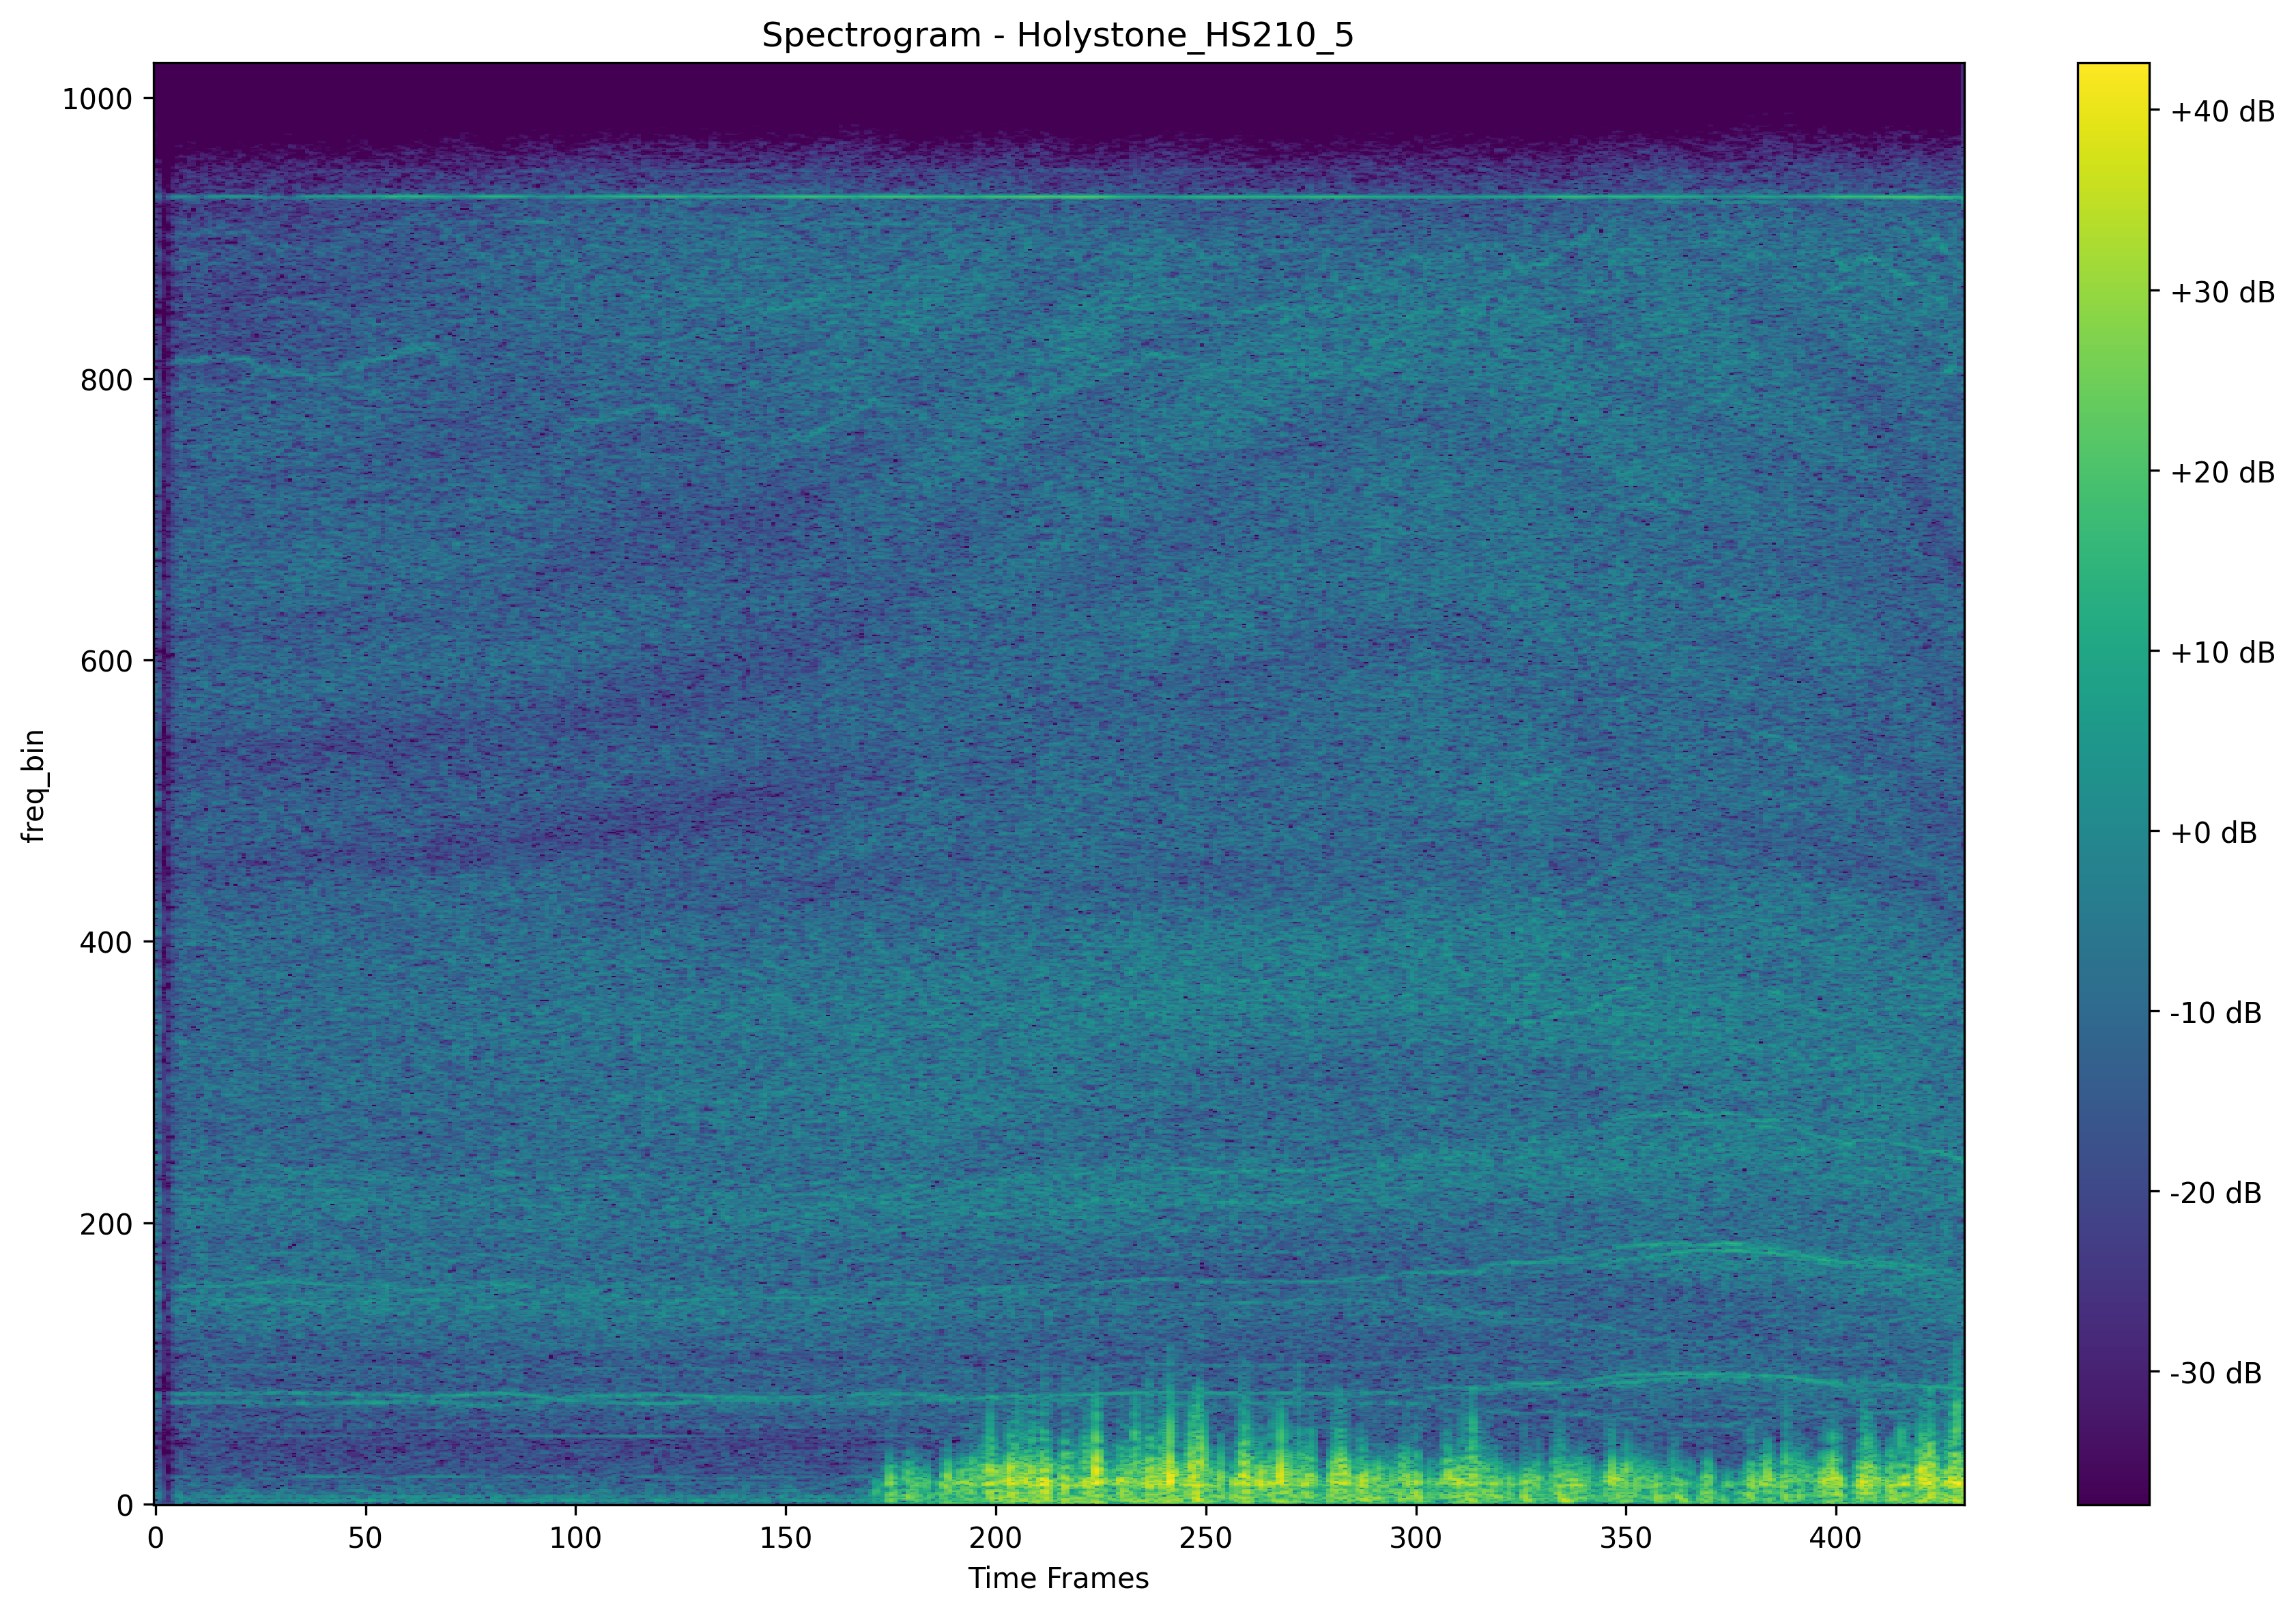 Spectrogram - Holystone_HS210_5
freq_bin
1000
800
600
400
200
0
0 50 100 150 200 250 300 350 400
Time Frames
+40 dB
+30 dB
+20 dB
+10 dB
+0 dB
-10 dB
-20 dB
-30 dB